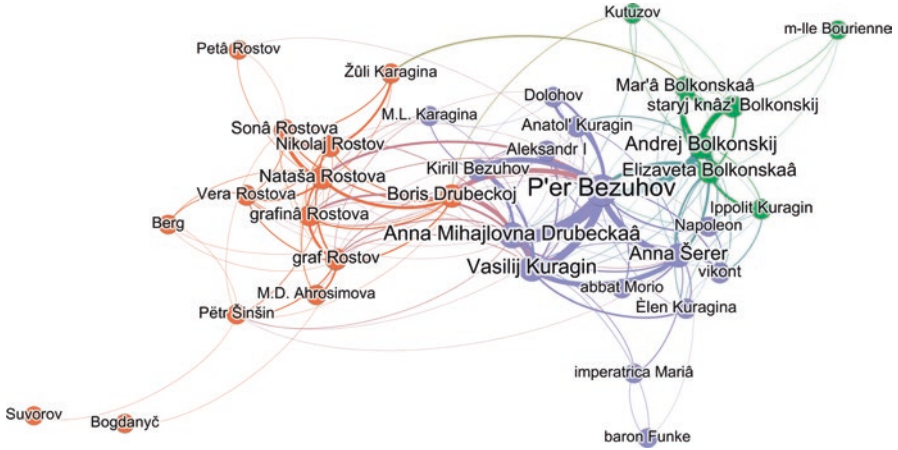 Kutuzov
m-lle Bourienne
Petâ Rostov
Žûli Karagina
Mar'â Bolkonskaâ
Dolohov
staryj knâz' Bolkonskij
M.L. Karagina
Anatol' Kuragin
Sonâ Rostova
Nikolaj Rostov
Aleksandr I
Andrej Bolkonskij
Kirill Bezuhov
Elizaveta Bolkonskaâ
Nataša Rostova
P'er Bezuhov
Vera Rostova
Boris Drubeckoj
grafinâ Rostova
Ippolit Kuragin
Berg
Napoleon
Anna Mihajlovna Drubeckaâ
graf Rostov
Anna Šerer
Vasilij Kuragin
vikont
abbat Morio
M.D. Ahrosimova
Èlen Kuragina
Pëtr Šinšin
imperatrica Mariâ
Suvorov
Bogdanyč
baron Funke